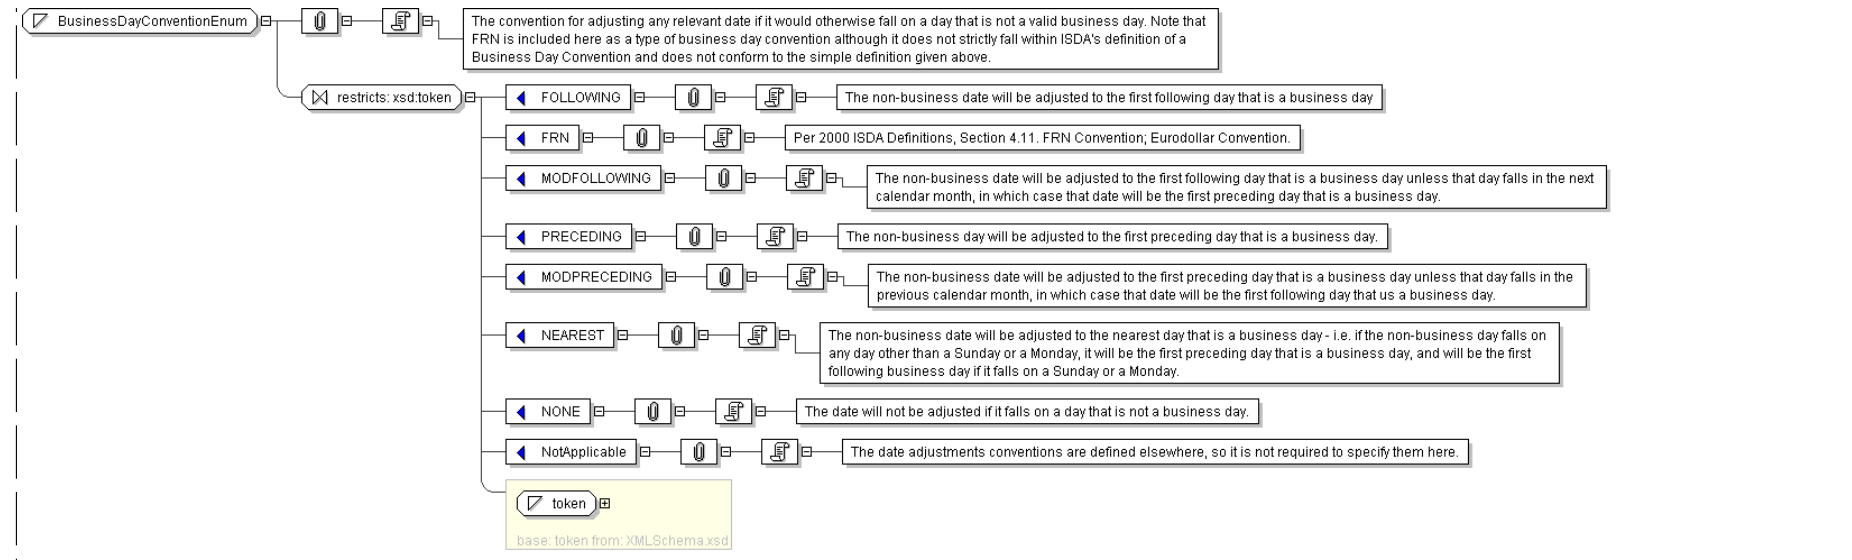 BusinessDayConventionEnum
The convention for adjusting any relevant date if it would otherwise fall on a day that is not a valid business day. Note that
FRN is included here as a type of business day convention although it does not strictly fall within ISDA's definition of a
Business Day Convention and does not conform to the simple definition given above.
restricts: xsd:token
FOLLOWING
The non-business date will be adjusted to the first following day that is a business day
FRN
Per 2000 ISDA Definitions, Section 4.11. FRN Convention; Eurodollar Convention.
MODFOLLOWING
The non-business date will be adjusted to the first following day that is a business day unless that day falls in the next
calendar month, in which case that date will be the first preceding day that is a business day.
PRECEDING
The non-business day will be adjusted to the first preceding day that is a business day.
MODPRECEDING
The non-business date will be adjusted to the first preceding day that is a business day unless that day falls in the
previous calendar month, in which case that date will be the first following day that us a business day.
NEAREST
The non-business date will be adjusted to the nearest day that is a business day - i.e. if the non-business day falls on
any day other than a Sunday or a Monday, it will be the first preceding day that is a business day, and will be the first
following business day if it falls on a Sunday or a Monday.
NONE
The date will not be adjusted if it falls on a day that is not a business day.
NotApplicable
The date adjustments conventions are defined elsewhere, so it is not required to specify them here.
token
base: token from: XMLSchema.xsd